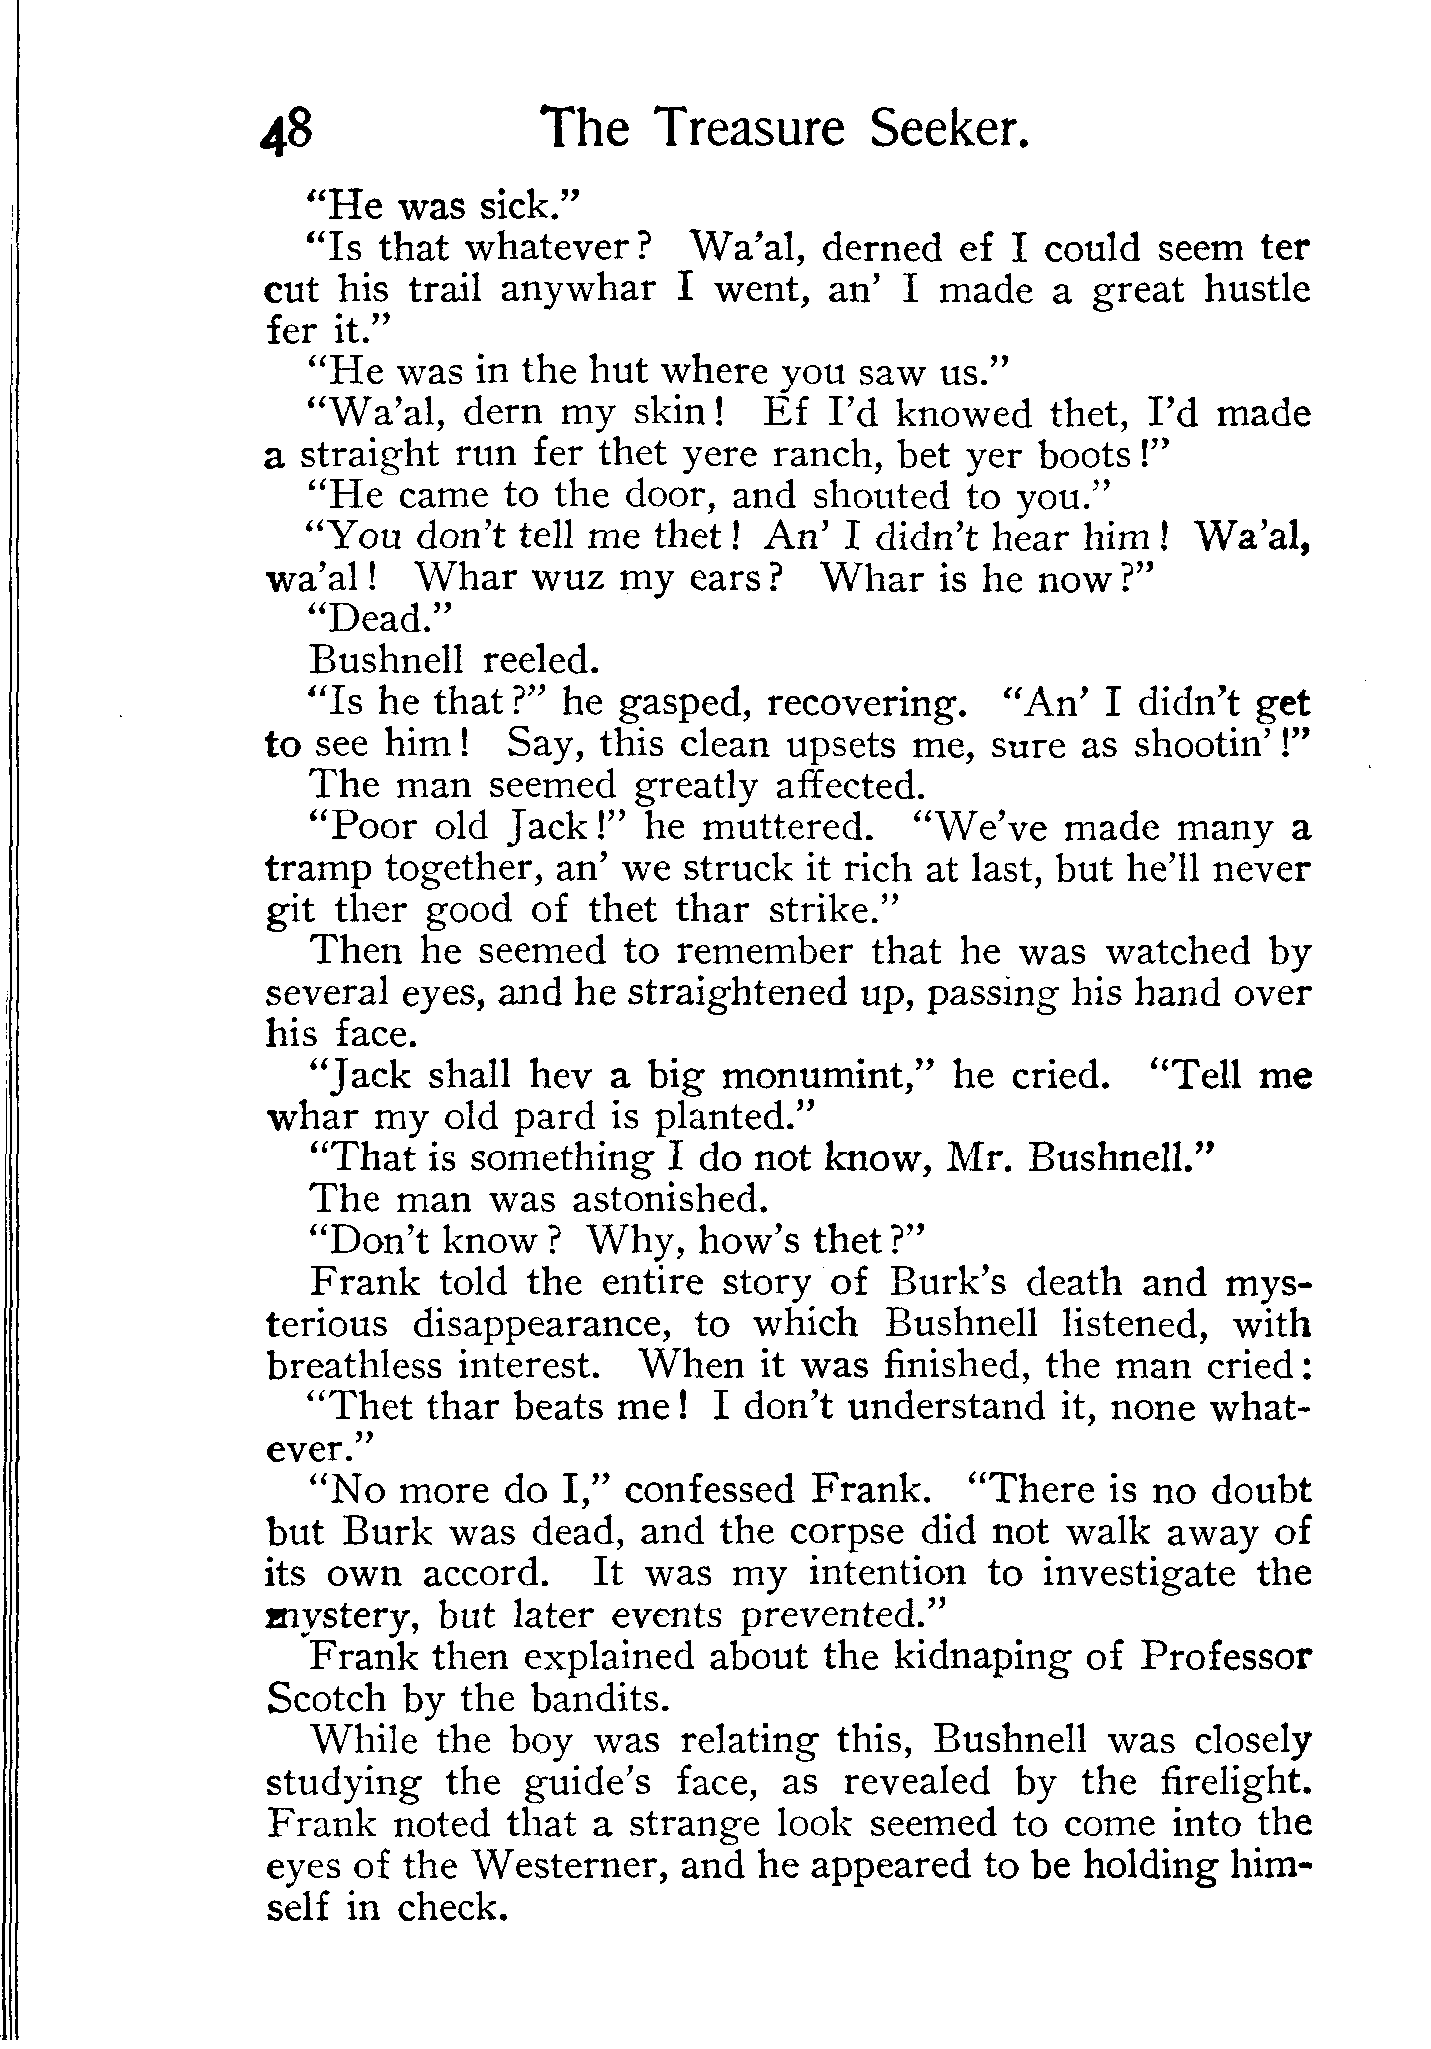 48 The Treasure Seeker.
"He was sick."
"Is that whatever? Wa'al, derned ef I could seem ter
cut his trail anywhar I went, an' I made a great hustle
fer it."
"He was in the hut where you saw us."
"Wa'al, dern my skin! Ef I'd knowed thet, I'd made
a straight run fer thet yere ranch, bet yer boots!"
"He came to the door, and shouted to you."
"You don't tell me thet! An' I didn't hear him! Wa'al,
wa'al! Whar wuz my ears? Whar is he now?"
"Dead."
Bushnell reeled.
"Is he that?" he gasped, recovering. "An' I didn't get
to see him! Say, this clean upsets me, sure as shootin'!"
The man seemed greatly affected.
"Poor old Jack!" he muttered. "We've made many a
tramp together, an' we struck it rich at last, but he'll never
git ther good of thet thar strike."
Then he seemed to remember that he was watched by
several eyes, and he straightened up, passing his hand over
his face.
"Jack shall hev a big monumint," he cried. "Tell me
whar my old pard is planted."
"That is something I do not know, Mr. Bushnell."
The man was astonished.
"Don't know? Why, how's thet?"
Frank told the entire story of Burk's death and mys-
terious disappearance, to which Bushnell listened, with
breathless interest. When it was finished, the man cried:
"Thet thar beats me! I don't understand it, none what-
ever."
"No more do I," confessed Frank. "There is no doubt
but Burk was dead, and the corpse did not walk away of
its own accord. It was my intention to investigate the
mystery, but later events prevented."
Frank then explained about the kidnaping of Professor
Scotch by the bandits.
While the boy was relating this, Bushnell was closely
studying the guide's face, as revealed by the firelight.
Frank noted that a strange look seemed to come into the
eyes of the Westerner, and he appeared to be holding him-
self in check.